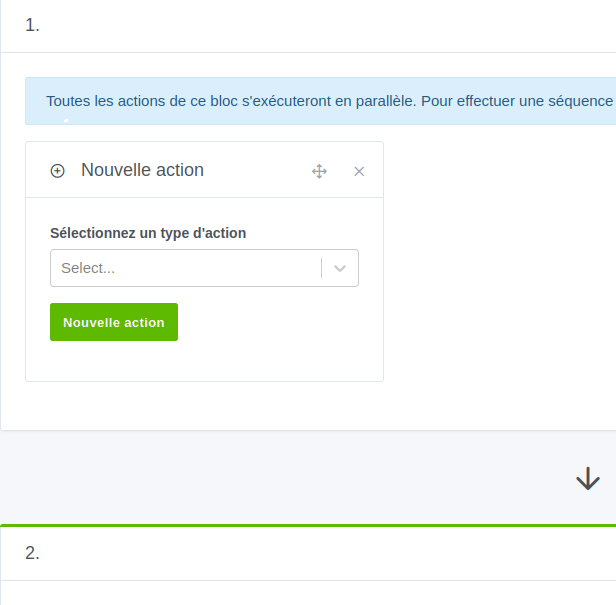 1.
Toutes les actions de ce bloc s'exécuteront en parallèle. Pour effectuer une séquence
Nouvelle action
Sélectionnez un type d'action
Select...
Nouvelle action
2.